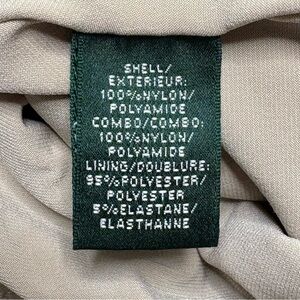 SHELL/
EXTERIEUR:
100%NYLON/
POLYAMIDE
COMBO/COMBO:
100%NYLON/
POLYAMIDE
LINING/DOUBLURE:
95%POLYESTER/
POLYESTER
5%ELASTANE/
ELASTHANNE